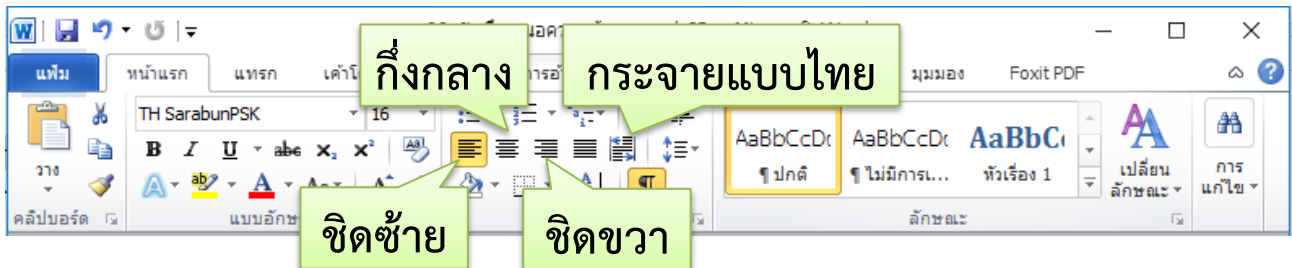 แฟ้ม หน้าแรก แทรก มุมมอง Foxit PDF
กึ่งกลาง กระจายแบบไทย
TH SarabunPSK 16
B I U abc X₂ X² Aa
วาง
AaBbCcDc AaBbCcDc AaBbC
¶ ปกติ ¶ ไม่มีการเ... หัวเรื่อง 1
เปลี่ยน
ลักษณะ
การ
แก้ไข
คลิปบอร์ด ลักษณะ
ชิดซ้าย ชิดขวา